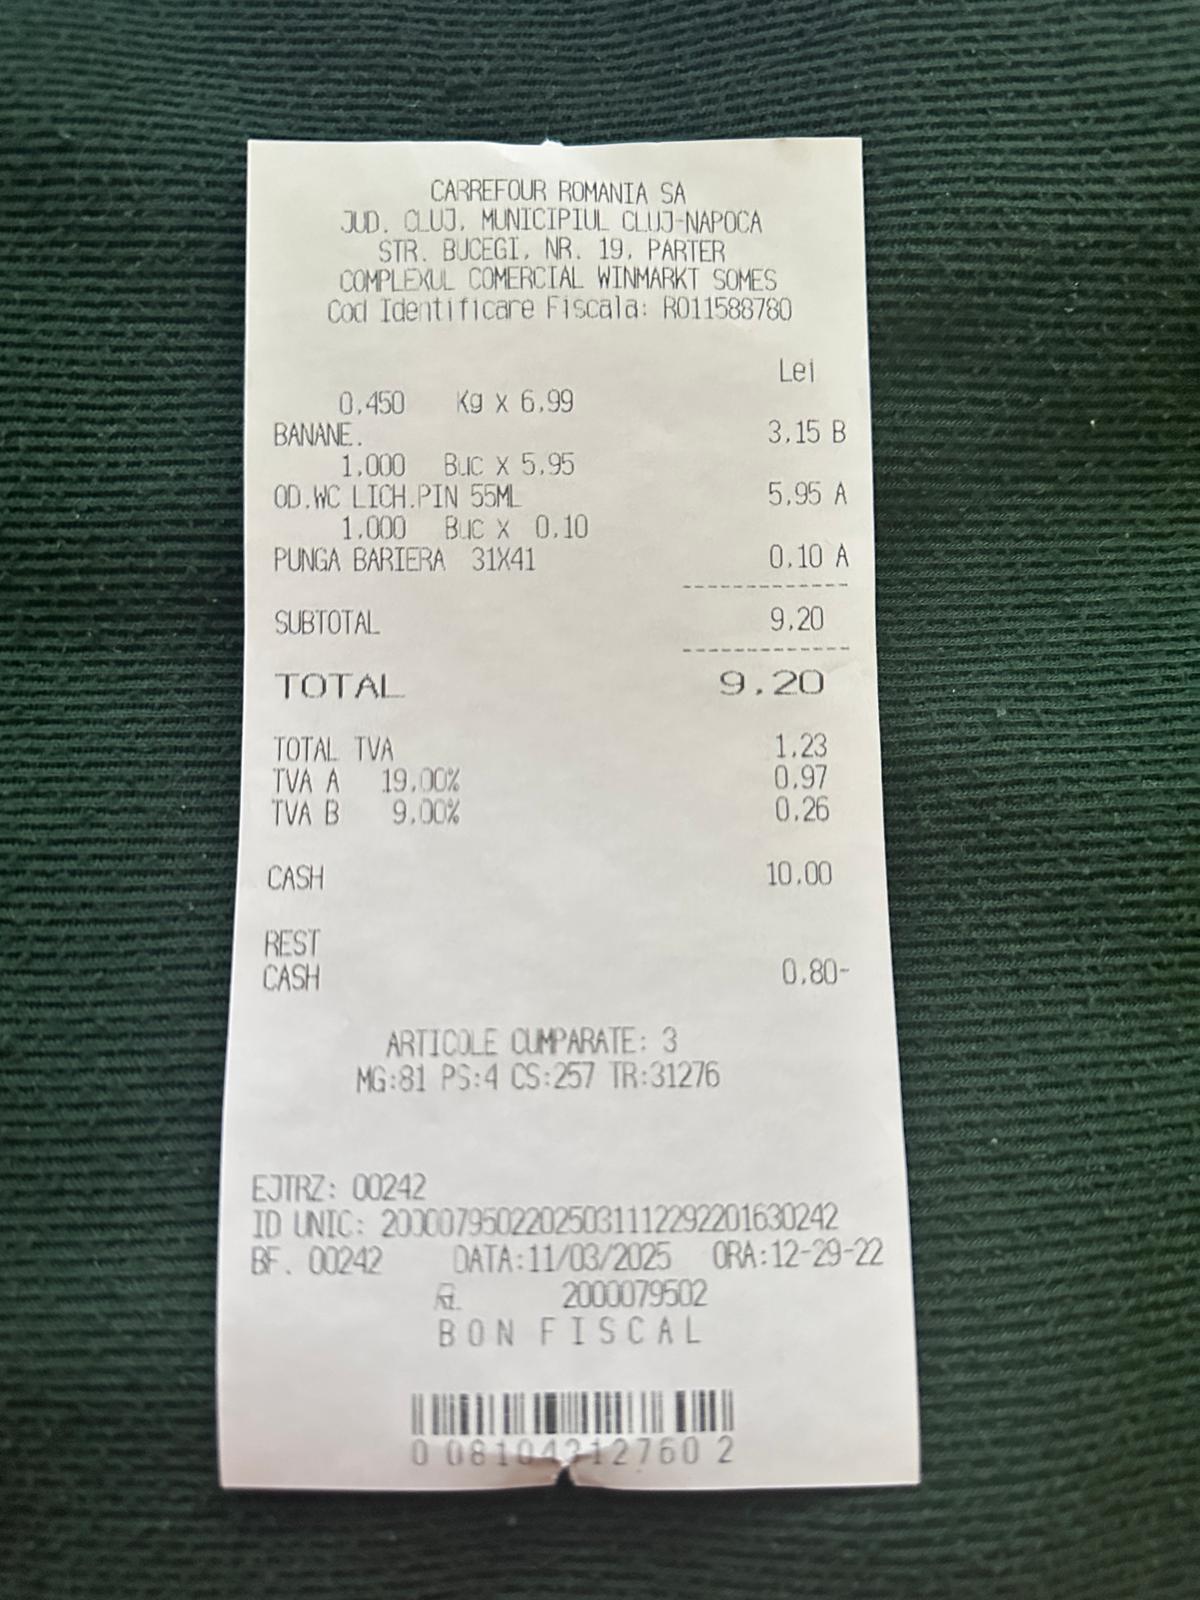 CARREFOUR ROMANIA SA
JUD. CLUJ, MUNICIPIUL CLUJ-NAPOCA
STR. BUCEGI, NR. 19, PARTER
COMPLEXUL COMERCIAL WINMARKT SOMES
Cod Identificare Fiscala: RO11588780
Lei
0,450 Kg x 6,99
BANANE. 3,15 B
1,000 Buc x 5,95
OD.WC LICH.PIN 55ML 5,95 A
1,000 Buc x 0,10
PUNGA BARIERA 31X41 0,10 A
SUBTOTAL 9,20
TOTAL 9,20
TOTAL TVA 1,23
TVA A 19,00% 0,97
TVA B 9,00% 0,26
CASH 10,00
REST
CASH 0,80-
ARTICOLE CUMPARATE: 3
MG:81 PS:4 CS:257 TR:31276
EJTRZ: 00242
ID UNIC: 2000079502202503111229220163​0242
BF. 00242 DATA:11/03/2025 ORA:12-29-22
2000079502
BON FISCAL
0 08104312760 2